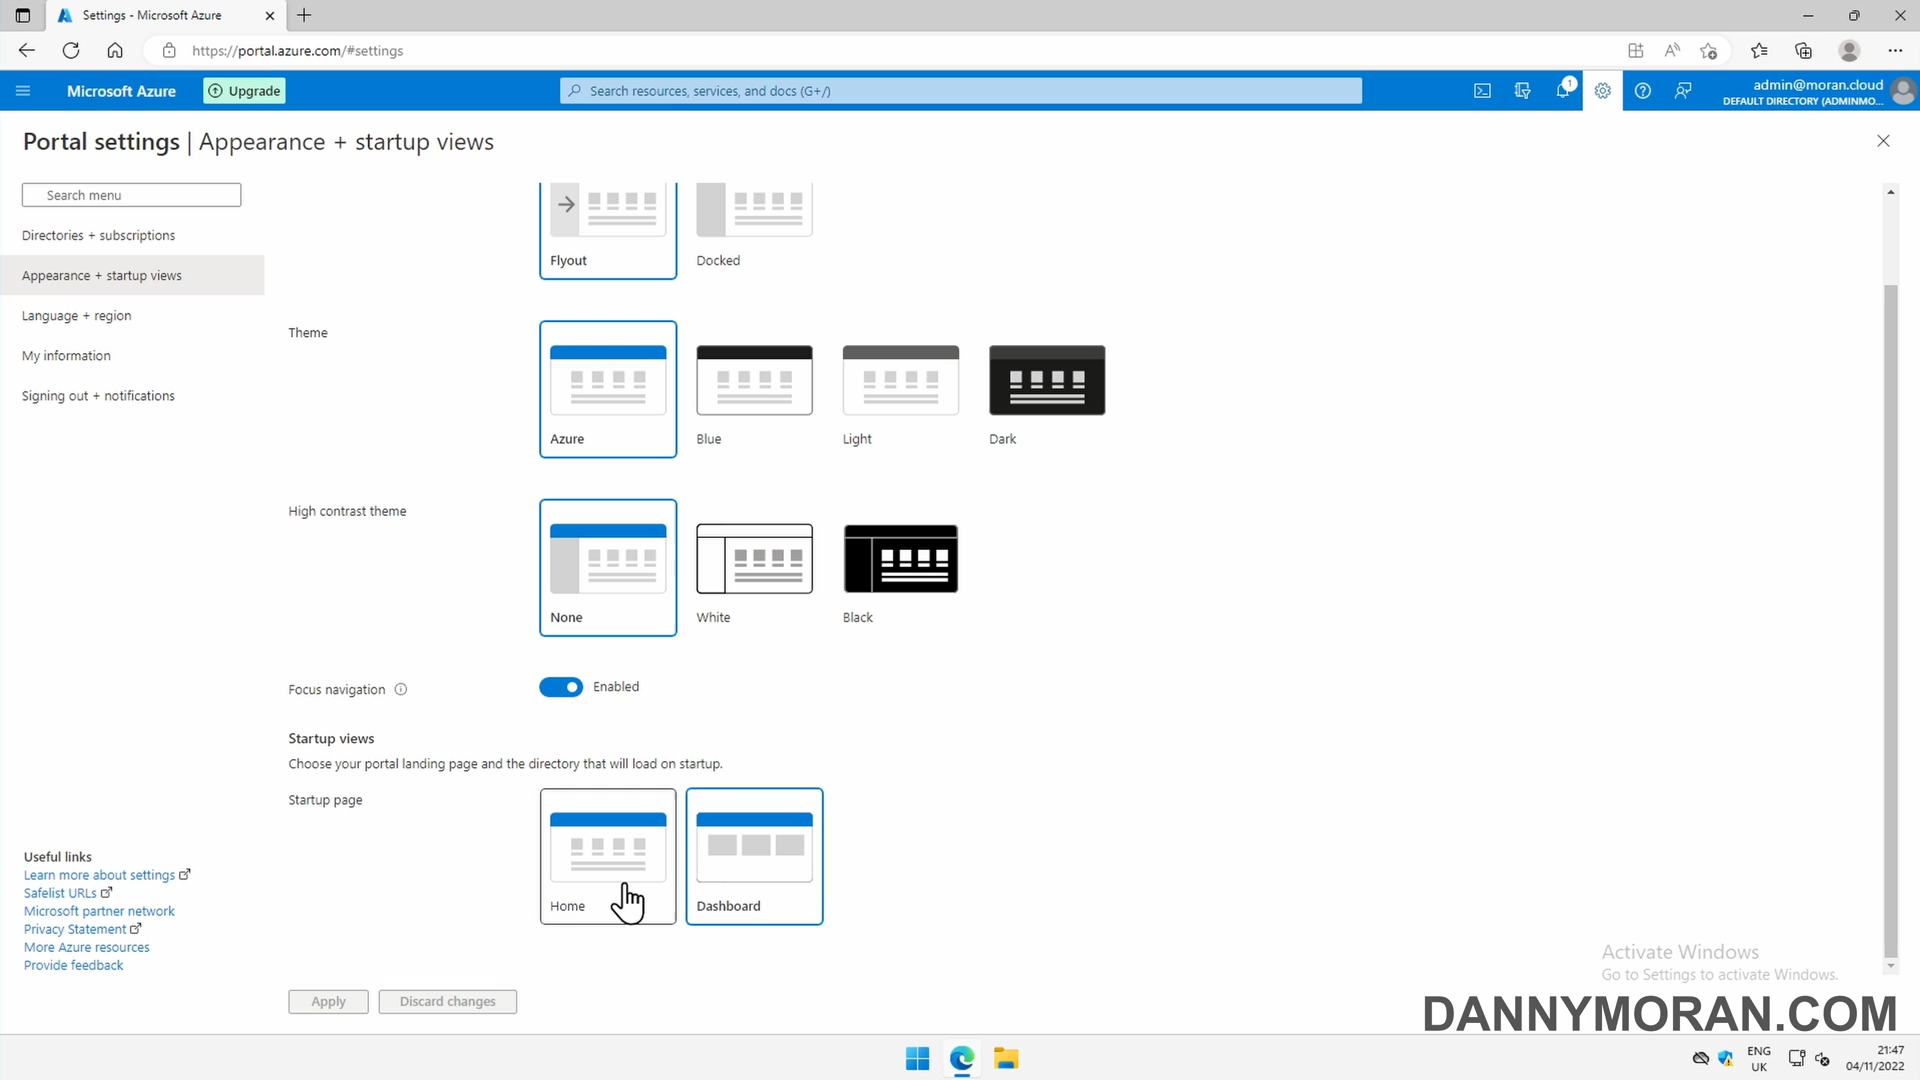 Settings - Microsoft Azure
https://portal.azure.com/#settings
Microsoft Azure
Upgrade
Search resources, services, and docs (G+/)
1
admin@moran.cloud
DEFAULT DIRECTORY (ADMINMO...
Portal settings | Appearance + startup views
Search menu
Directories + subscriptions
Appearance + startup views
Language + region
My information
Signing out + notifications
Flyout
Docked
Theme
Azure
Blue
Light
Dark
High contrast theme
None
White
Black
Focus navigation
Enabled
Startup views
Choose your portal landing page and the directory that will load on startup.
Startup page
Home
Dashboard
Useful links
Learn more about settings
Safelist URLs
Microsoft partner network
Privacy Statement
More Azure resources
Provide feedback
Apply
Discard changes
Activate Windows
Go to Settings to activate Windows.
DANNYMORAN.COM
ENG
UK
21:47
04/11/2022